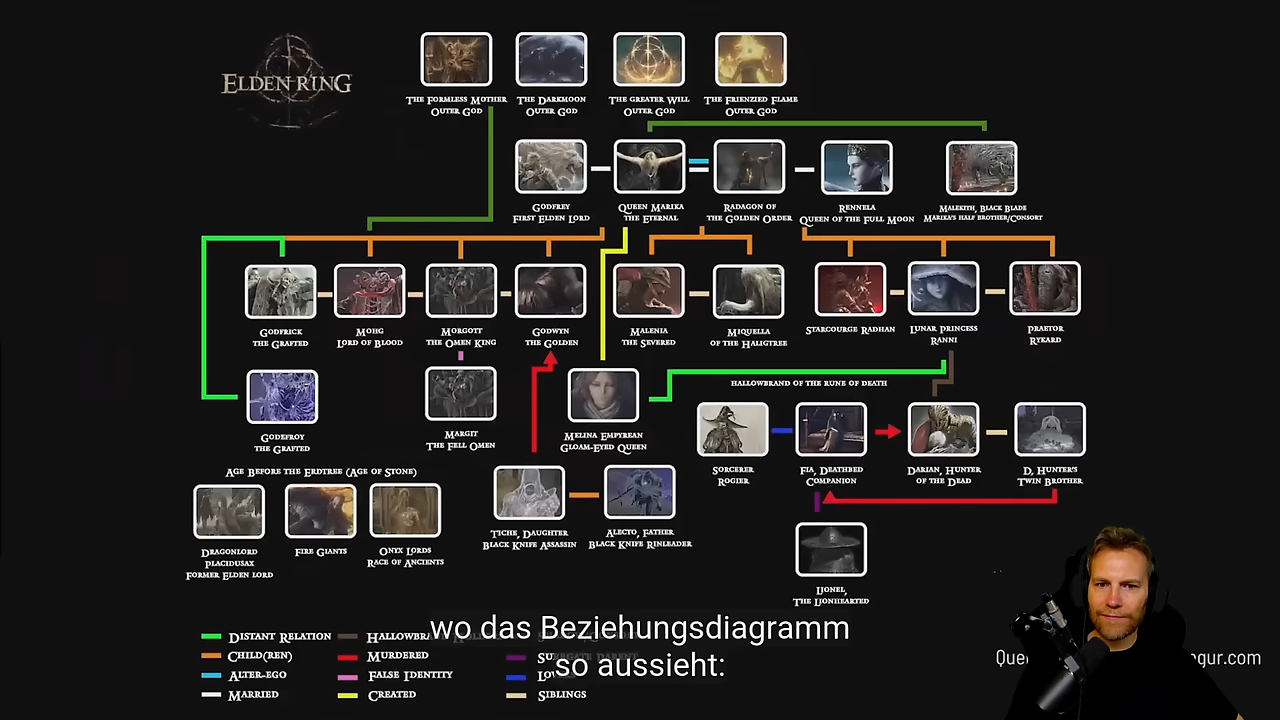 ELDEN RING
THE FORMLESS MOTHER
OUTER GOD
THE DARKMOON
OUTER GOD
THE GREATER WILL
OUTER GOD
THE FRIENZIED FLAME
OUTER GOD
GODFREY
FIRST ELDEN LORD
QUEEN MARIKA
THE ETERNAL
RADAGON OF
THE GOLDEN ORDER
RENNELA
QUEEN OF THE FULL MOON
MALEKITH, BLACK BLADE
MARIKA'S HALF BROTHER/CONSORT
GODFRICK
THE GRAFTED
MOHG
LORD OF BLOOD
MORGOTT
THE OMEN KING
GODWYN
THE GOLDEN
MALENIA
THE SEVERED
MIQUELLA
OF THE HALIGTREE
STARCOURGE RADHAN
LUNAR PRINCESS
RANNI
PRAETOR
RYKARD
HALLOWBRAND OF THE RUNE OF DEATH
GODEFROY
THE GRAFTED
MARGIT
THE FELL OMEN
MELINA EMPYREAN
GLOAM-EYED QUEEN
SORCERER
ROGIER
FIA, DEATHBED
COMPANION
DARIAN, HUNTER
OF THE DEAD
D, HUNTER'S
TWIN BROTHER
AGE BEFORE THE ERDTREE (AGE OF STONE)
TICHE, DAUGHTER
BLACK KNIFE ASSASSIN
ALECTO, FATHER
BLACK KNIFE RINLEADER
DRAGONLORD
PLACIDUSAX
FORMER ELDEN LORD
FIRE GIANTS
ONYX LORDS
RACE OF ANCIENTS
LIONEL,
THE LIONHEARTED
DISTANT RELATION
CHILD(REN)
ALTER-EGO
MARRIED
MURDERED
FALSE IDENTITY
CREATED
SIBLINGS
wo das Beziehungsdiagramm
so aussieht: